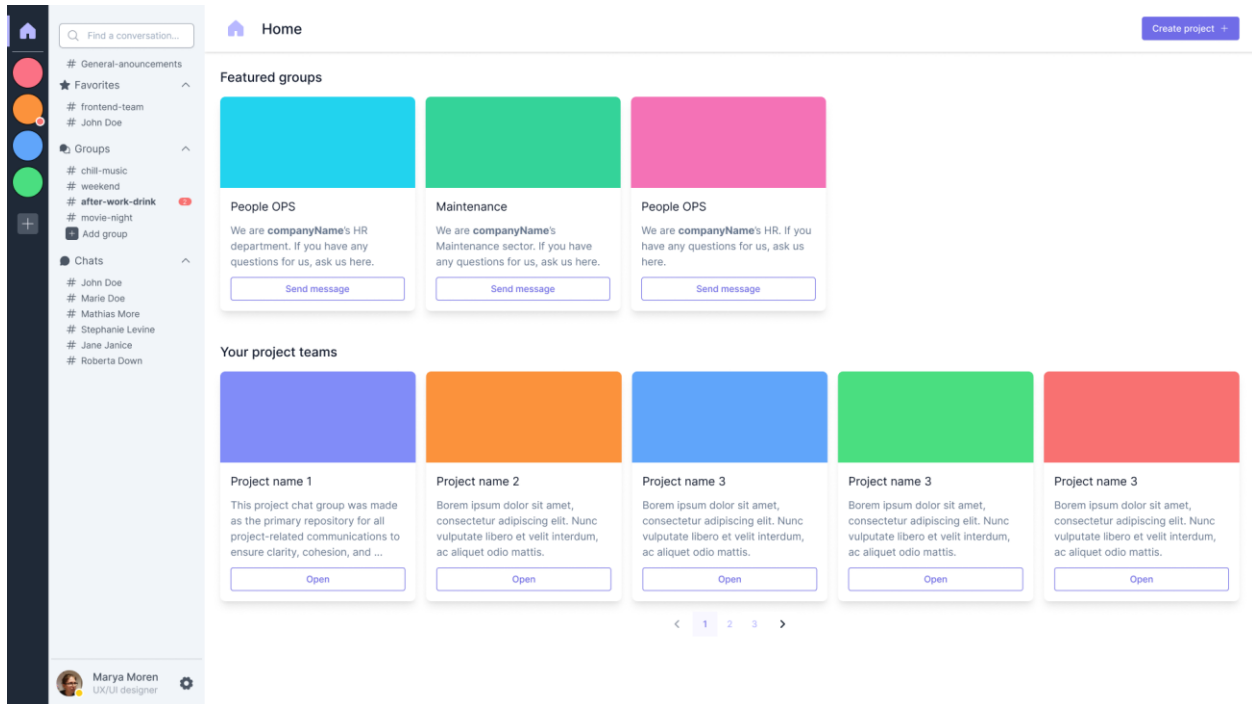 Find a conversation...
# General-anouncements
Favorites
# frontend-team
# John Doe
Groups
# chill-music
# weekend
# after-work-drink 2
# movie-night
+ Add group
Chats
# John Doe
# Marie Doe
# Mathias More
# Stephanie Levine
# Jane Janice
# Roberta Down
Marya Moren
UX/UI designer
Home
Create project +
Featured groups
People OPS
We are companyName's HR
department. If you have any
questions for us, ask us here.
Send message
Maintenance
We are companyName's
Maintenance sector. If you have
any questions for us, ask us here.
Send message
People OPS
We are companyName's HR. If you
have any questions for us, ask us
here.
Send message
Your project teams
Project name 1
This project chat group was made
as the primary repository for all
project-related communications to
ensure clarity, cohesion, and ...
Open
Project name 2
Borem ipsum dolor sit amet,
consectetur adipiscing elit. Nunc
vulputate libero et velit interdum,
ac aliquet odio mattis.
Open
Project name 3
Borem ipsum dolor sit amet,
consectetur adipiscing elit. Nunc
vulputate libero et velit interdum,
ac aliquet odio mattis.
Open
Project name 3
Borem ipsum dolor sit amet,
consectetur adipiscing elit. Nunc
vulputate libero et velit interdum,
ac aliquet odio mattis.
Open
Project name 3
Borem ipsum dolor sit amet,
consectetur adipiscing elit. Nunc
vulputate libero et velit interdum,
ac aliquet odio mattis.
Open
1 2 3